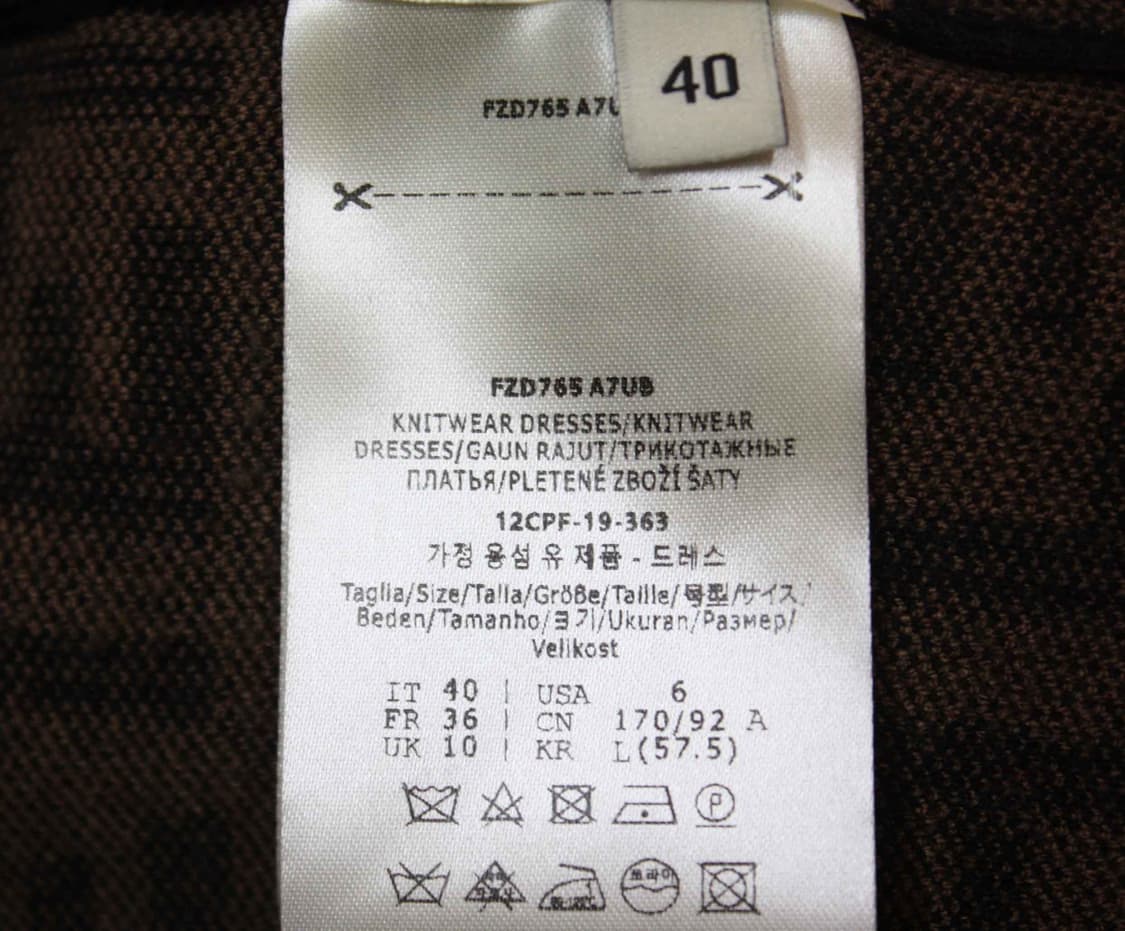 40
FZD765 A7U
FZD765 A7UB
KNITWEAR DRESSES/KNITWEAR
DRESSES/GAUN RAJUT/ТРИКОТАЖНЫЕ
ПЛАТЬЯ/PLETENÉ ZBOŽÍ ŠATY
12CPF-19-363
가정 용섬 유 제품 - 드레스
Taglia/Size/Talla/Größe/Taille/号型/サイズ/
Beden/Tamanho/크기/Ukuran/Размер/
Velikost
IT 40 | USA 6
FR 36 | CN 170/92 A
UK 10 | KR L(57.5)
P
드라이